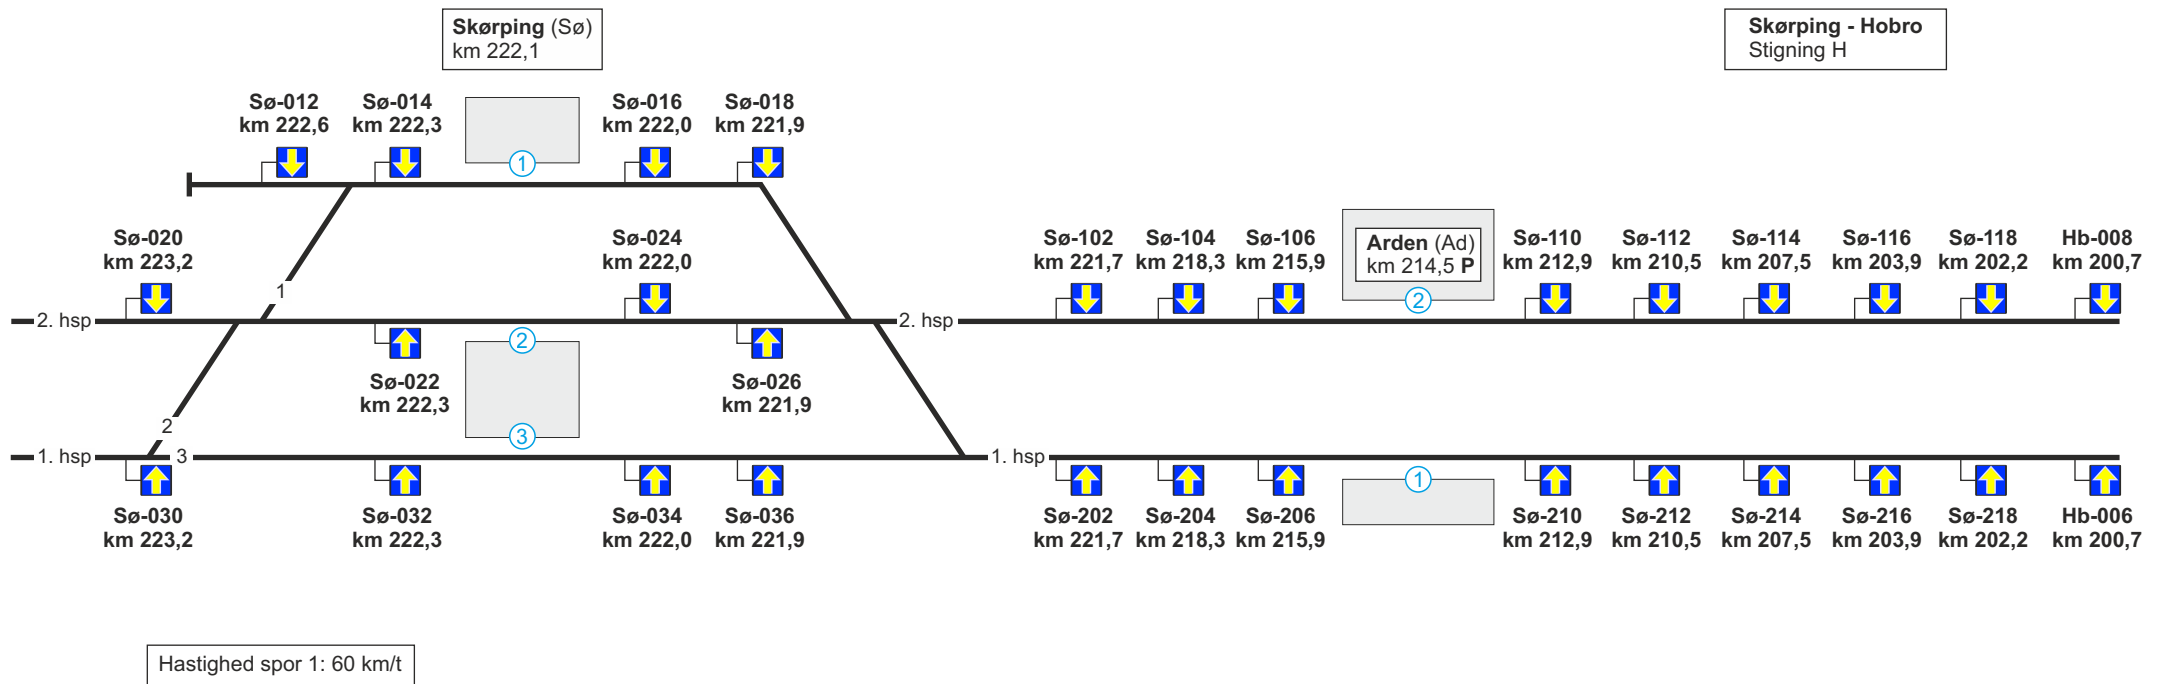 Skørping (Sø)
km 222,1
Skørping - Hobro
Stigning H
Sø-012
km 222,6
Sø-014
km 222,3
Sø-016
km 222,0
Sø-018
km 221,9
1
Sø-020
km 223,2
Sø-024
km 222,0
Sø-102
km 221,7
Sø-104
km 218,3
Sø-106
km 215,9
Arden (Ad)
km 214,5 P
Sø-110
km 212,9
Sø-112
km 210,5
Sø-114
km 207,5
Sø-116
km 203,9
Sø-118
km 202,2
Hb-008
km 200,7
1
2
2. hsp
2. hsp
2
Sø-022
km 222,3
Sø-026
km 221,9
2
3
1. hsp
3
1. hsp
1
Sø-030
km 223,2
Sø-032
km 222,3
Sø-034
km 222,0
Sø-036
km 221,9
Sø-202
km 221,7
Sø-204
km 218,3
Sø-206
km 215,9
Sø-210
km 212,9
Sø-212
km 210,5
Sø-214
km 207,5
Sø-216
km 203,9
Sø-218
km 202,2
Hb-006
km 200,7
Hastighed spor 1: 60 km/t